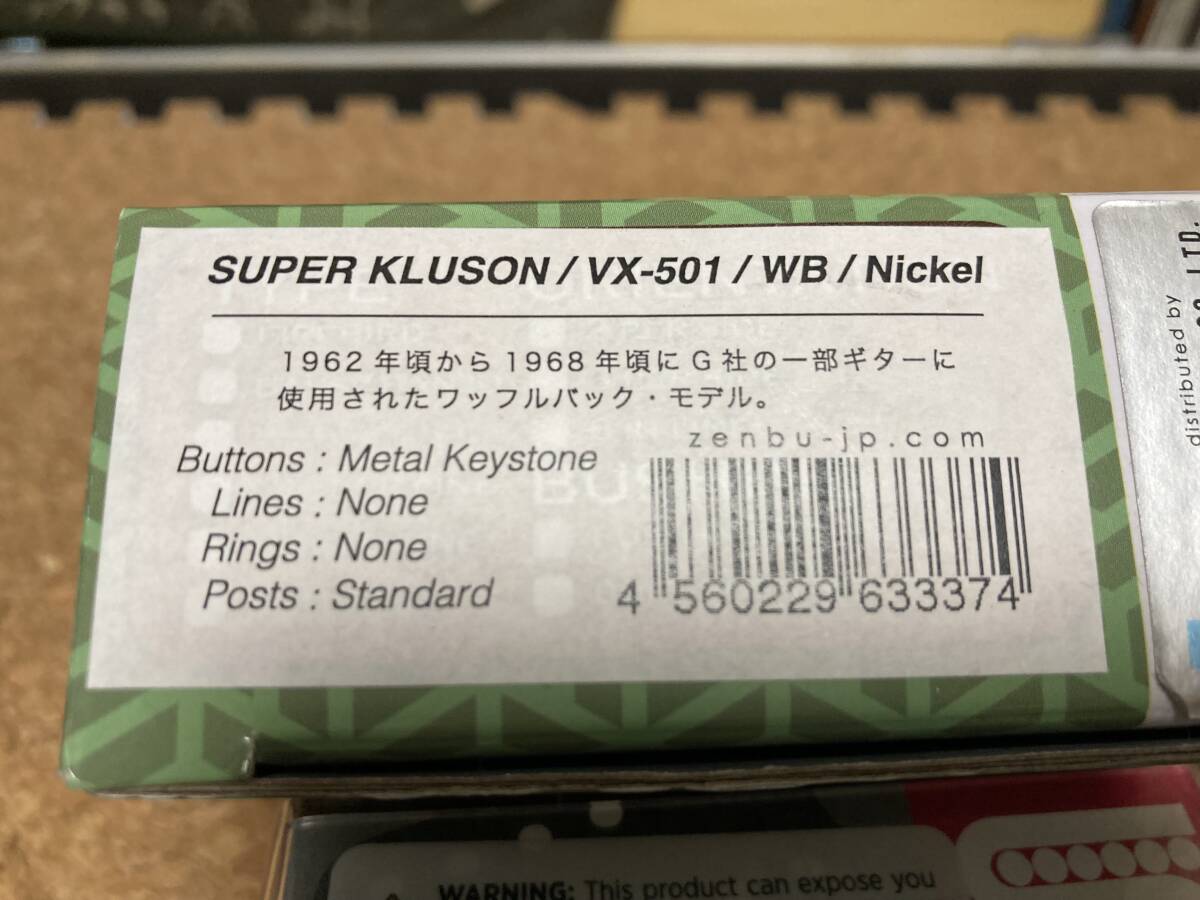 SUPER KLUSON / VX-501 / WB / Nickel
1962 年頃から 1968 年頃に G 社の一部ギターに
使用されたワッフルバック・モデル。
zenbu-jp.com
Buttons : Metal Keystone
Lines : None
Rings : None
Posts : Standard
4 560229 633374
distributed by
LTD.
WARNING: This product can expose you